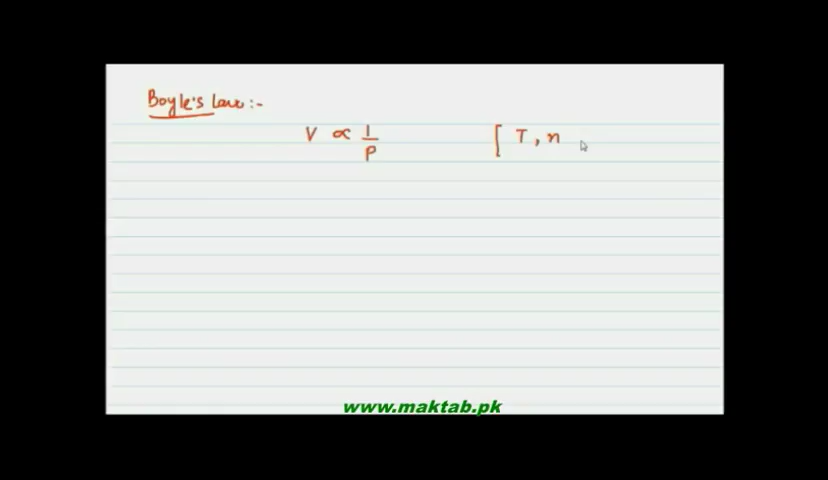 Boyle's Law :-
V ∝ 1/P [ T , n
www.maktab.pk